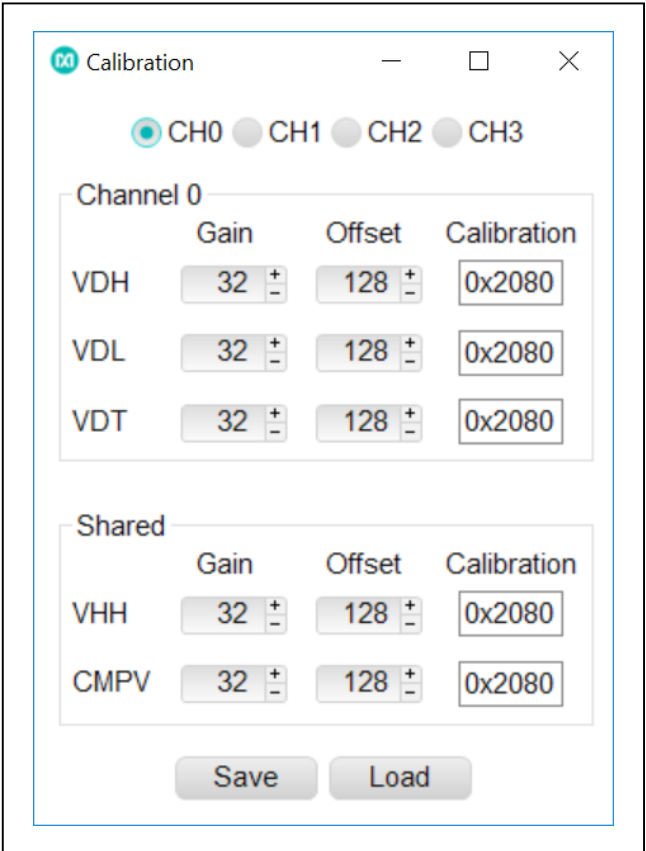 Calibration
CH0 CH1 CH2 CH3
Channel 0
Gain Offset Calibration
VDH 32 + - 128 + - 0x2080
VDL 32 + - 128 + - 0x2080
VDT 32 + - 128 + - 0x2080
Shared
Gain Offset Calibration
VHH 32 + - 128 + - 0x2080
CMPV 32 + - 128 + - 0x2080
Save Load